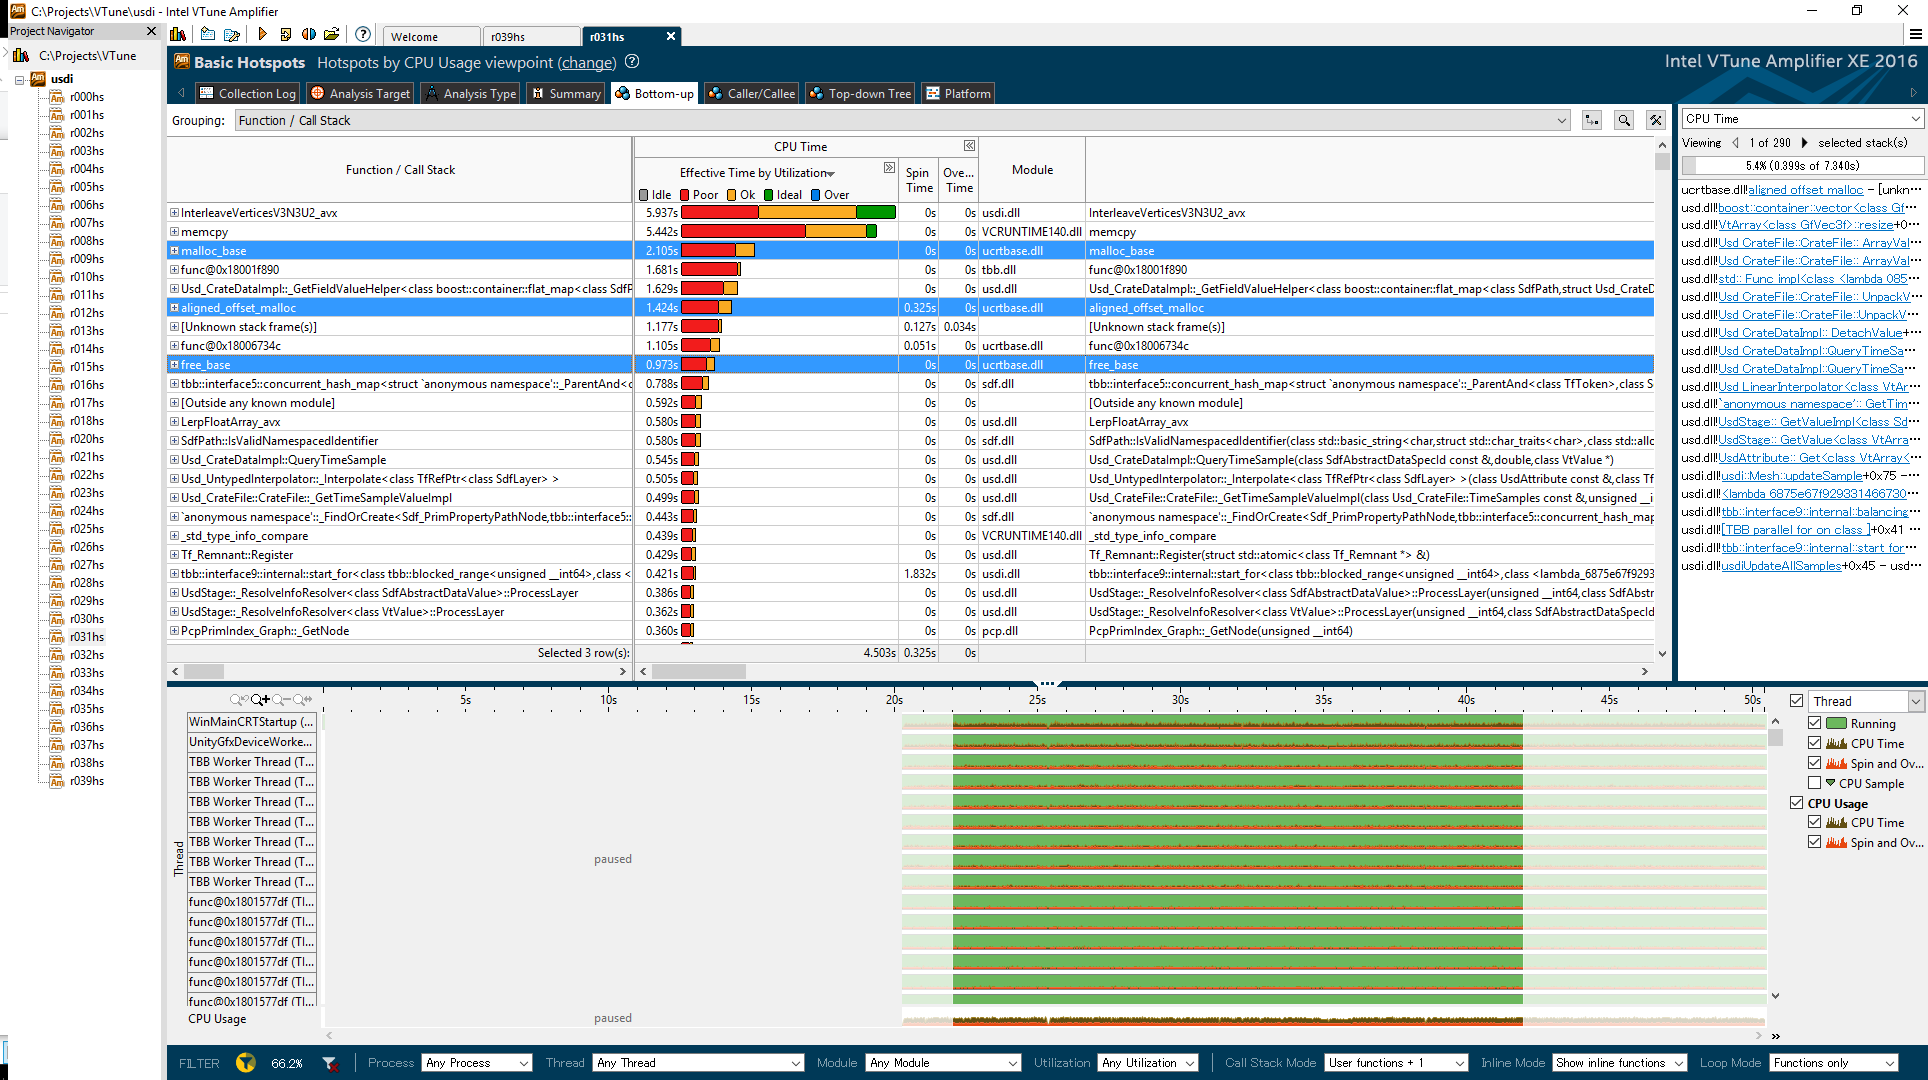 C:\Projects\VTune\usdi - Intel VTune Amplifier
Project Navigator
C:\Projects\VTune
usdi
r000hs
r001hs
r002hs
r003hs
r004hs
r005hs
r006hs
r007hs
r008hs
r009hs
r010hs
r011hs
r012hs
r013hs
r014hs
r015hs
r016hs
r017hs
r018hs
r020hs
r021hs
r022hs
r023hs
r024hs
r025hs
r026hs
r027hs
r028hs
r029hs
r030hs
r031hs
r032hs
r033hs
r034hs
r035hs
r036hs
r037hs
r038hs
r039hs
Welcome
r039hs
r031hs
Basic Hotspots Hotspots by CPU Usage viewpoint (change)
Intel VTune Amplifier XE 2016
Collection Log
Analysis Target
Analysis Type
Summary
Bottom-up
Caller/Callee
Top-down Tree
Platform
Grouping: Function / Call Stack
Function / Call Stack
CPU Time
Effective Time by Utilization
Idle Poor Ok Ideal Over
Spin Time
Ove... Time
Module
InterleaveVerticesV3N3U2_avx 5.937s 0s 0s usdi.dll InterleaveVerticesV3N3U2_avx
memcpy 5.442s 0s 0s VCRUNTIME140.dll memcpy
malloc_base 2.105s 0s 0s ucrtbase.dll malloc_base
func@0x18001f890 1.681s 0s 0s tbb.dll func@0x18001f890
Usd_CrateDataImpl::_GetFieldValueHelper<class boost::container::flat_map<class SdfP 1.629s 0s 0s usd.dll Usd_CrateDataImpl::_GetFieldValueHelper<class boost::container::flat_map<class SdfPath,struct Usd_CrateD
aligned_offset_malloc 1.424s 0.325s 0s ucrtbase.dll aligned_offset_malloc
[Unknown stack frame(s)] 1.177s 0.127s 0.034s [Unknown stack frame(s)]
func@0x18006734c 1.105s 0.051s 0s ucrtbase.dll func@0x18006734c
free_base 0.973s 0s 0s ucrtbase.dll free_base
tbb::interface5::concurrent_hash_map<struct `anonymous namespace'::_ParentAnd<c 0.788s 0s 0s sdf.dll tbb::interface5::concurrent_hash_map<struct `anonymous namespace'::_ParentAnd<class TfToken>,class S
[Outside any known module] 0.592s 0s 0s [Outside any known module]
LerpFloatArray_avx 0.580s 0s 0s usd.dll LerpFloatArray_avx
SdfPath::IsValidNamespacedIdentifier 0.580s 0s 0s sdf.dll SdfPath::IsValidNamespacedIdentifier(class std::basic_string<char,struct std::char_traits<char>,class std::allo
Usd_CrateDataImpl::QueryTimeSample 0.545s 0s 0s usd.dll Usd_CrateDataImpl::QueryTimeSample(class SdfAbstractDataSpecId const &,double,class VtValue *)
Usd_UntypedInterpolator::_Interpolate<class TfRefPtr<class SdfLayer> > 0.505s 0s 0s usd.dll Usd_UntypedInterpolator::_Interpolate<class TfRefPtr<class SdfLayer> >(class UsdAttribute const &,class Tf
Usd_CrateFile::CrateFile::_GetTimeSampleValueImpl 0.499s 0s 0s usd.dll Usd_CrateFile::CrateFile::_GetTimeSampleValueImpl(class Usd_CrateFile::TimeSamples const &,unsigned __i
`anonymous namespace'::_FindOrCreate<Sdf_PrimPropertyPathNode,tbb::interface5:: 0.443s 0s 0s sdf.dll `anonymous namespace'::_FindOrCreate<Sdf_PrimPropertyPathNode,tbb::interface5::concurrent_hash_map
_std_type_info_compare 0.439s 0s 0s VCRUNTIME140.dll _std_type_info_compare
Tf_Remnant::Register 0.429s 0s 0s usd.dll Tf_Remnant::Register(struct std::atomic<class Tf_Remnant *> &)
tbb::interface9::internal::start_for<class tbb::blocked_range<unsigned __int64>,class < 0.421s 1.832s 0s usdi.dll tbb::interface9::internal::start_for<class tbb::blocked_range<unsigned __int64>,class <lambda_6875e67f9293
UsdStage::_ResolveInfoResolver<class SdfAbstractDataValue>::ProcessLayer 0.386s 0s 0s usd.dll UsdStage::_ResolveInfoResolver<class SdfAbstractDataValue>::ProcessLayer(unsigned __int64,class SdfAbst
UsdStage::_ResolveInfoResolver<class VtValue>::ProcessLayer 0.362s 0s 0s usd.dll UsdStage::_ResolveInfoResolver<class VtValue>::ProcessLayer(unsigned __int64,class SdfAbstractDataSpecId
PcpPrimIndex_Graph::_GetNode 0.360s 0s 0s pcp.dll PcpPrimIndex_Graph::_GetNode(unsigned __int64)
Selected 3 row(s): 4.503s 0.325s 0s
CPU Time
Viewing 1 of 290 selected stack(s)
5.4% (0.399s of 7.340s)
ucrtbase.dll!aligned offset malloc - [unkn...
usd.dll!boost::container::vector<class Gf...
usd.dll!VtArray<class GfVec3f>::resize+0...
usd.dll!Usd CrateFile::CrateFile:: ArrayVal...
usd.dll!Usd CrateFile::CrateFile:: ArrayVal...
usd.dll!std:: Func impl<class <lambda 085...
usd.dll!Usd CrateFile::CrateFile:: UnpackV...
usd.dll!Usd CrateFile::CrateFile::UnpackV...
usd.dll!Usd CrateDataImpl:: DetachValue+...
usd.dll!Usd CrateDataImpl::QueryTimeSa...
usd.dll!Usd CrateDataImpl::QueryTimeSa...
usd.dll!Usd LinearInterpolator<class VtAr...
usd.dll!`anonymous namespace':: GetTim...
usd.dll!UsdStage:: GetValueImpl<class Sd...
usd.dll!UsdStage:: GetValue<class VtArra...
usd.dll!UsdAttribute:: Get<class VtArray<...
usdi.dll!usdi::Mesh::updateSample+0x75 - ...
usdi.dll!<lambda 6875e67f929331466730...
usdi.dll!tbb::interface9::internal::balancing...
usdi.dll![TBB parallel for on class ]+0x41 ...
usdi.dll!tbb::interface9::internal::start for...
usdi.dll!usdiUpdateAllSamples+0x45 - usd...
5s 10s 15s 20s 25s 30s 35s 40s 45s 50s
Thread
WinMainCRTStartup (...
UnityGfxDeviceWorke...
TBB Worker Thread (T...
TBB Worker Thread (T...
TBB Worker Thread (T...
TBB Worker Thread (T...
TBB Worker Thread (T...
TBB Worker Thread (T...
TBB Worker Thread (T...
func@0x1801577df (TI...
func@0x1801577df (TI...
func@0x1801577df (TI...
func@0x1801577df (TI...
func@0x1801577df (TI...
func@0x1801577df (TI...
CPU Usage
paused
paused
Thread
Running
CPU Time
Spin and Ov...
CPU Sample
CPU Usage
CPU Time
Spin and Ov...
FILTER 66.2% Process Any Process Thread Any Thread Module Any Module Utilization Any Utilization Call Stack Mode User functions + 1 Inline Mode Show inline functions Loop Mode Functions only